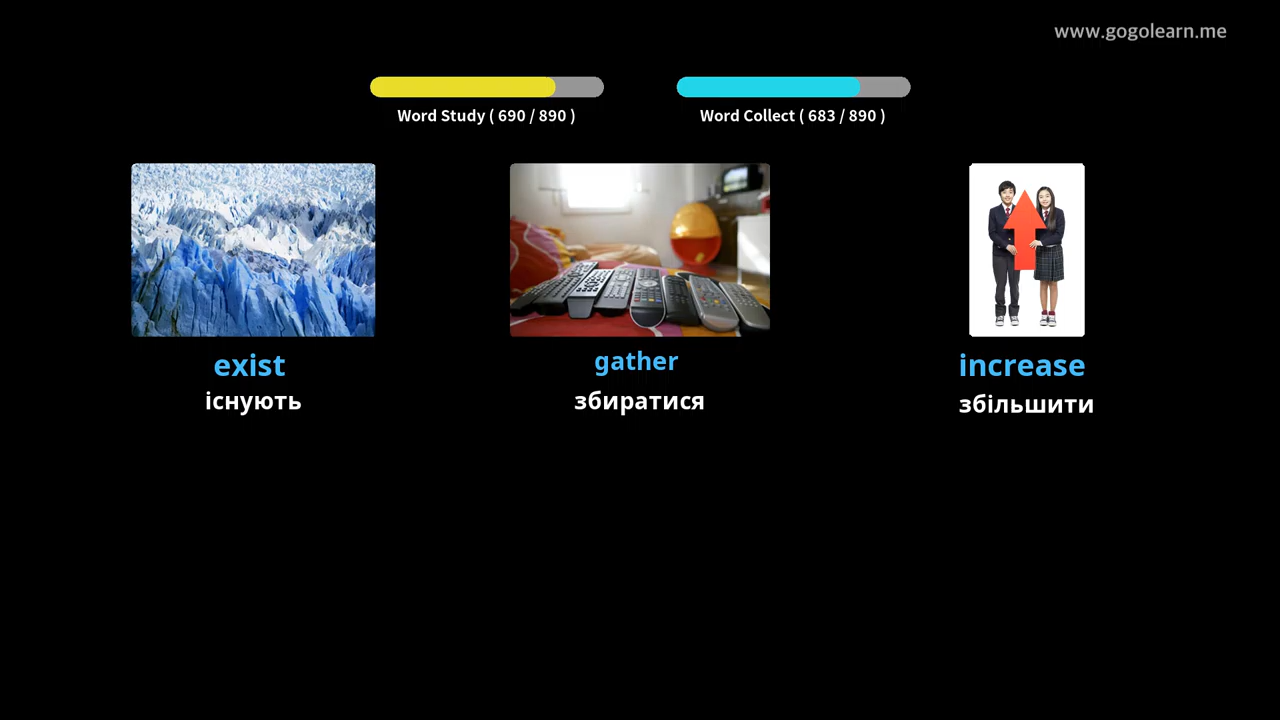 www.gogolearn.me
Word Study ( 690 / 890 )
Word Collect ( 683 / 890 )
exist
існують
gather
збиратися
increase
збільшити